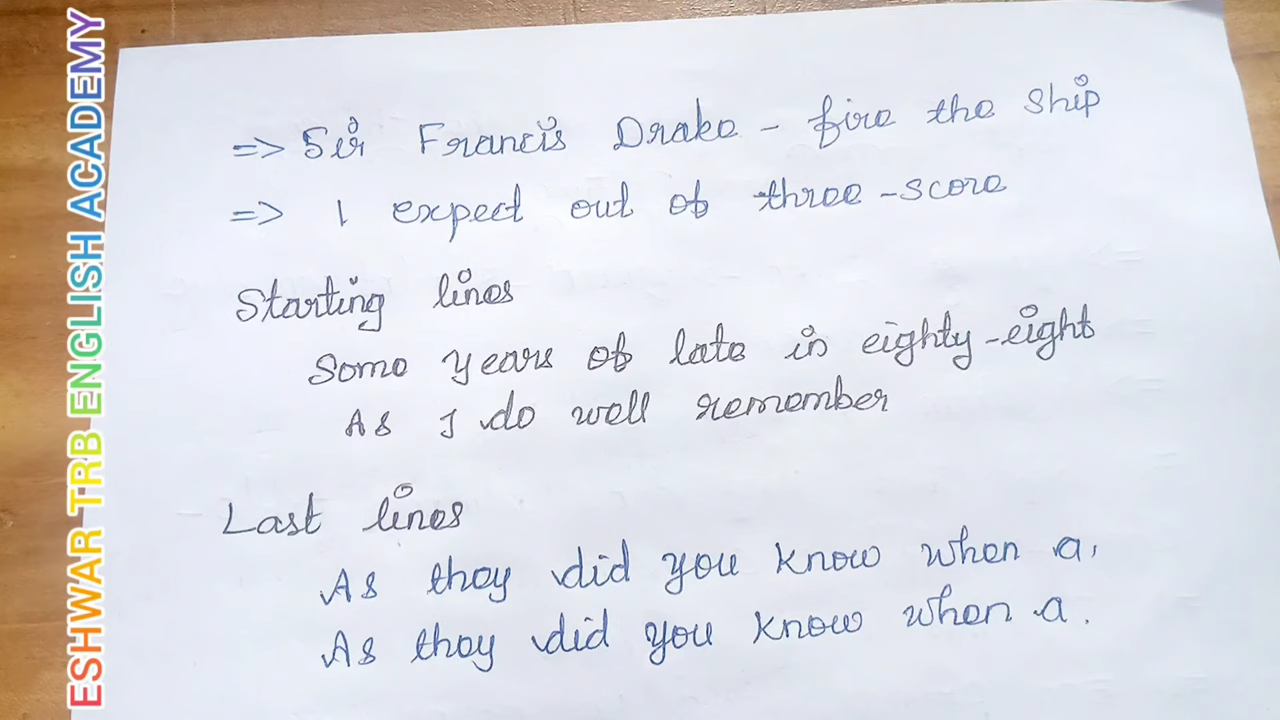 ESHWAR TRB ENGLISH ACADEMY
=> Sir Francis Drake - fire the ship
=> I expect out of three-score
Starting lines
Some years of late in eighty-eight
As I do well remember
Last lines
As they did you know when a,
As they did you know when a.